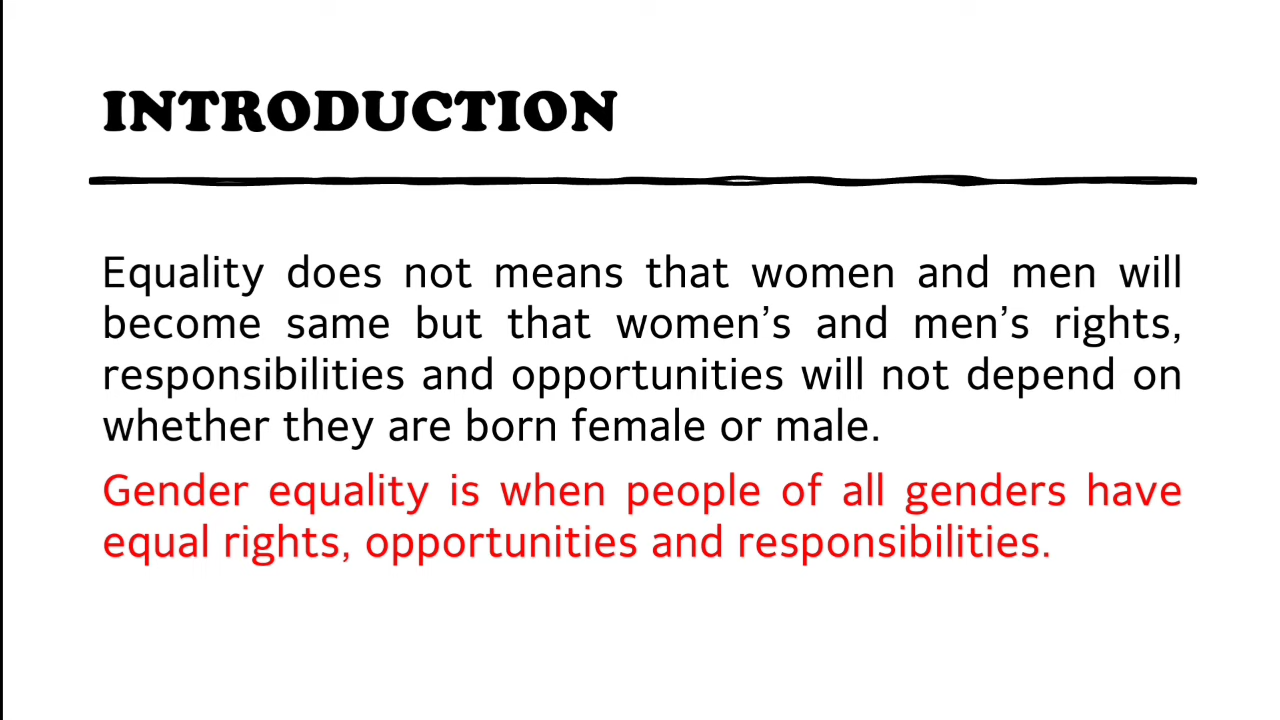 INTRODUCTION
Equality does not means that women and men will
become same but that women’s and men’s rights,
responsibilities and opportunities will not depend on
whether they are born female or male.
Gender equality is when people of all genders have
equal rights, opportunities and responsibilities.